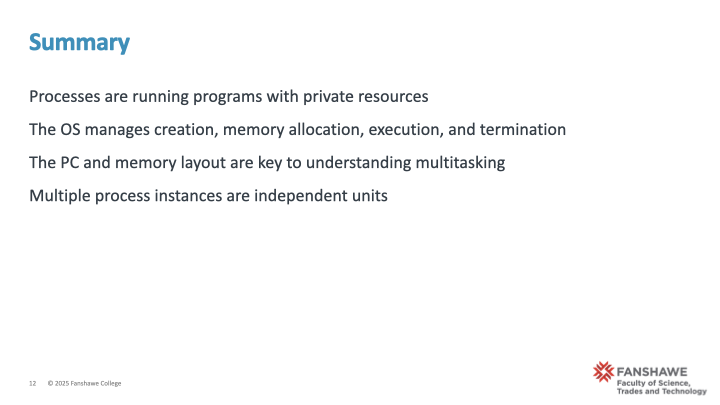 Summary
Processes are running programs with private resources
The OS manages creation, memory allocation, execution, and termination
The PC and memory layout are key to understanding multitasking
Multiple process instances are independent units
12 © 2025 Fanshawe College
FANSHAWE
Faculty of Science,
Trades and Technology